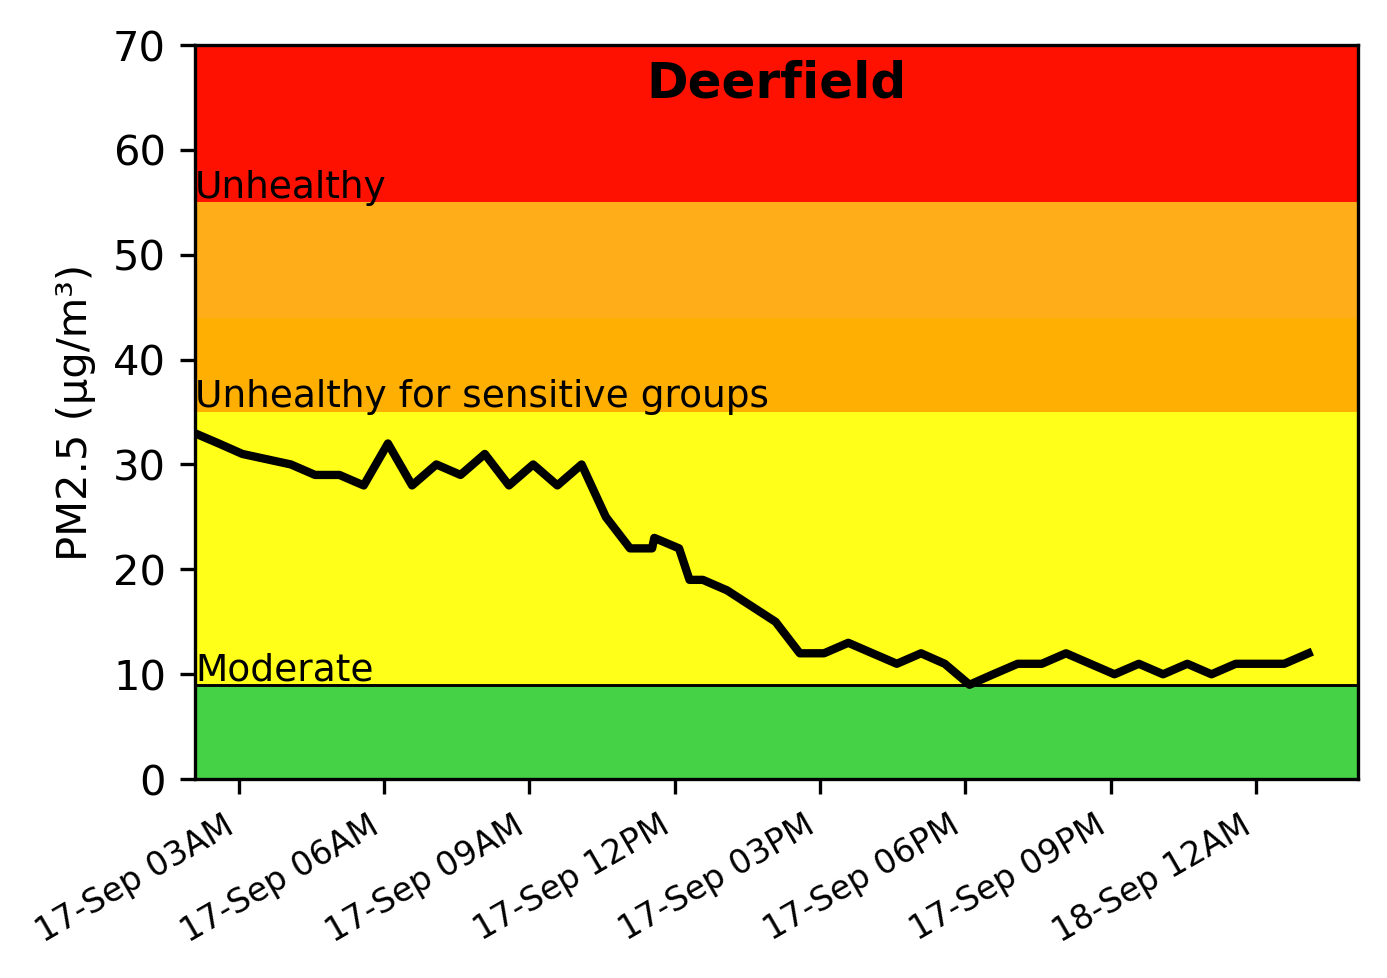 Deerfield
70
60
50
40
30
20
10
0
PM2.5 (µg/m³)
Unhealthy
Unhealthy for sensitive groups
Moderate
17-Sep 03AM
17-Sep 06AM
17-Sep 09AM
17-Sep 12PM
17-Sep 03PM
17-Sep 06PM
17-Sep 09PM
18-Sep 12AM